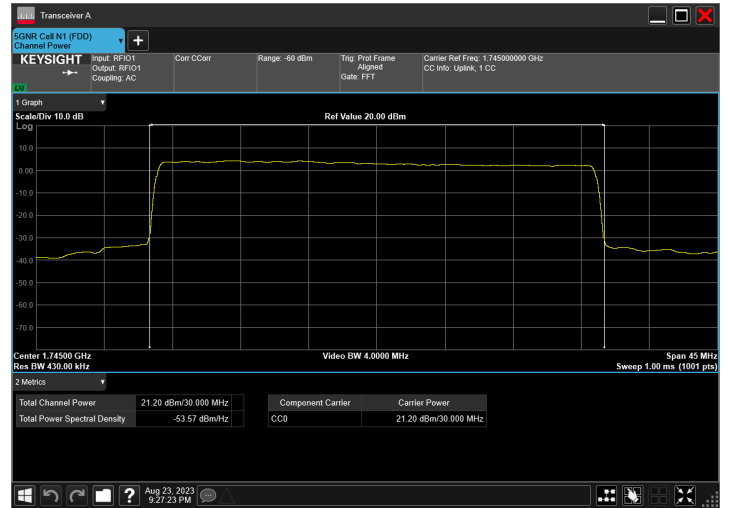 Transceiver A
5GNR Cell N1 (FDD)
Channel Power
KEYSIGHT
Input: RFIO1
Output: RFIO1
Coupling: AC
Corr CCorr
Range: -60 dBm
Trig: Prot Frame
Aligned
Gate: FFT
Carrier Ref Freq: 1.745000000 GHz
CC Info: Uplink, 1 CC
LXI
1 Graph
Scale/Div 10.0 dB
Ref Value 20.00 dBm
Log
10.0
0.00
-10.0
-20.0
-30.0
-40.0
-50.0
-60.0
-70.0
Center 1.74500 GHz
Video BW 4.0000 MHz
Span 45 MHz
Res BW 430.00 kHz
Sweep 1.00 ms (1001 pts)
2 Metrics
Total Channel Power 21.20 dBm/30.000 MHz
Total Power Spectral Density -53.57 dBm/Hz
Component Carrier Carrier Power
CC0 21.20 dBm/30.000 MHz
?
Aug 23, 2023
9:27:23 PM